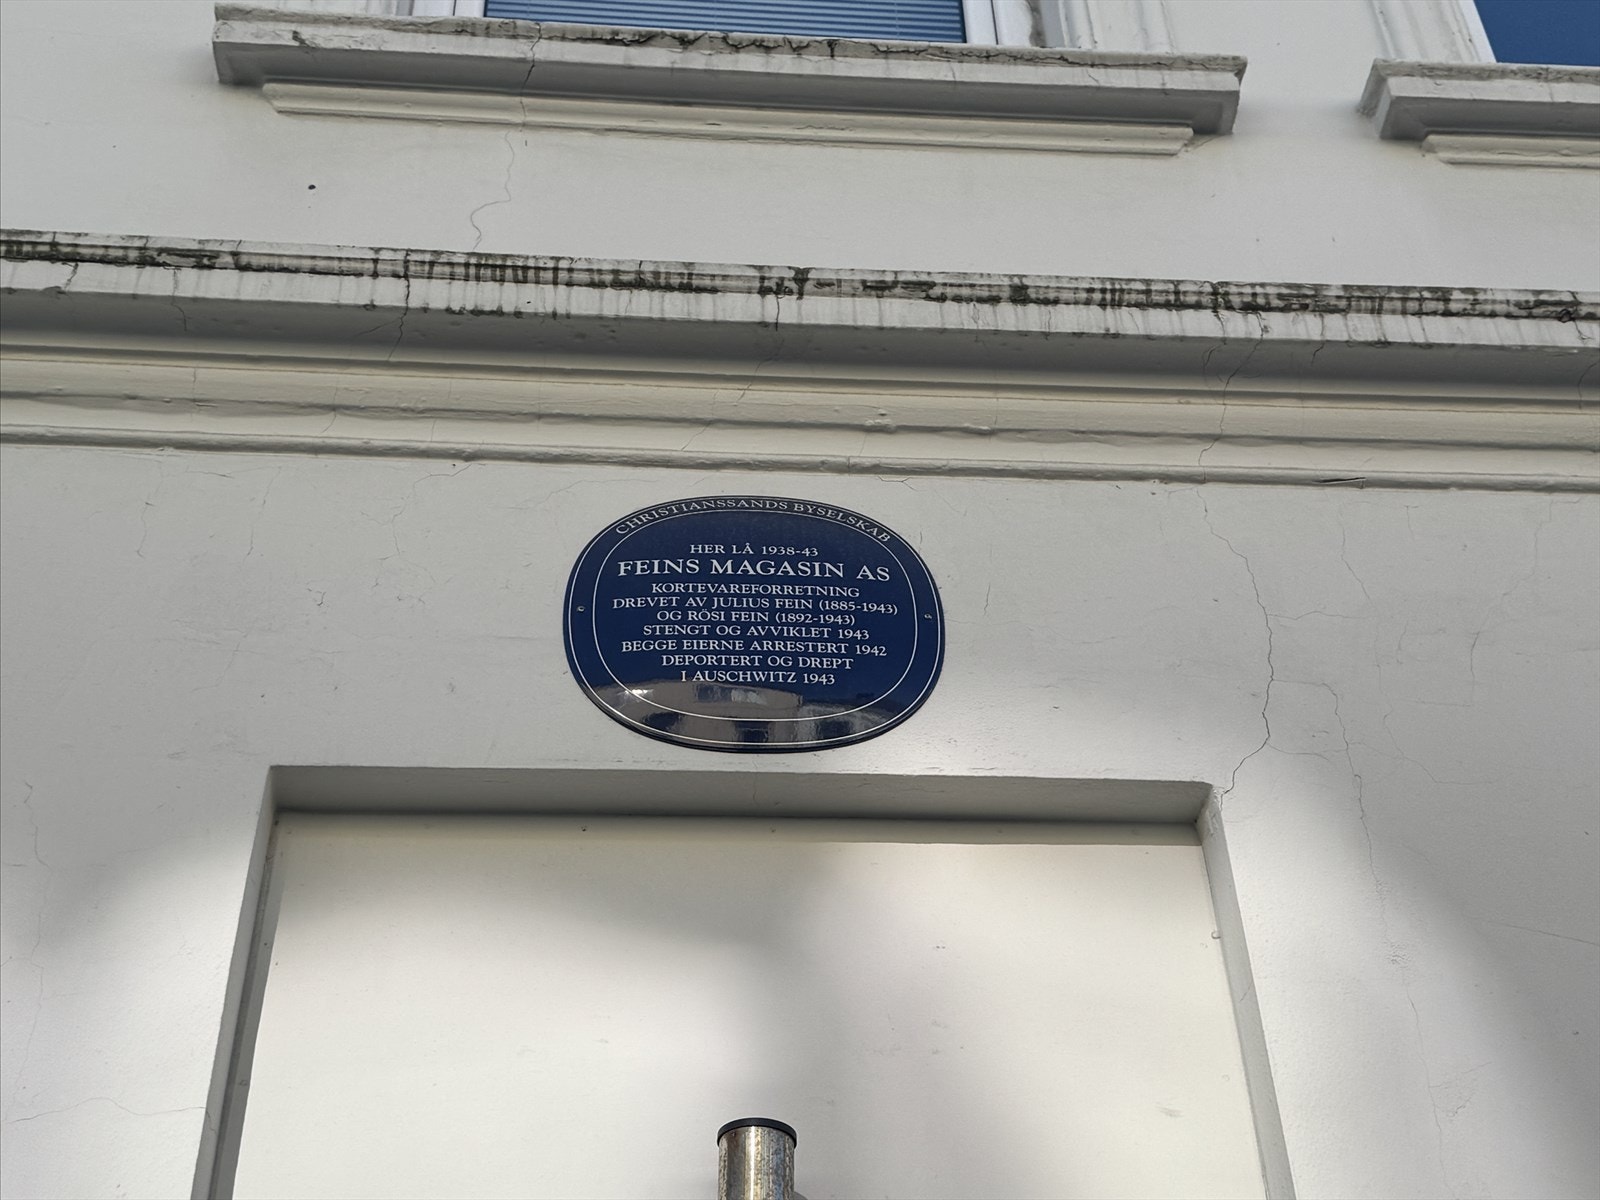 CHRISTIANSSANDS BYSELSKAB
HER LÅ 1938-43
FEINS MAGASIN AS
KORTEVAREFORRETNING
DREVET AV JULIUS FEIN (1885-1943)
OG RÖSI FEIN (1892-1943)
STENGT OG AVVIKLET 1943
BEGGE EIERNE ARRESTERT 1942
DEPORTERT OG DREPT
I AUSCHWITZ 1943